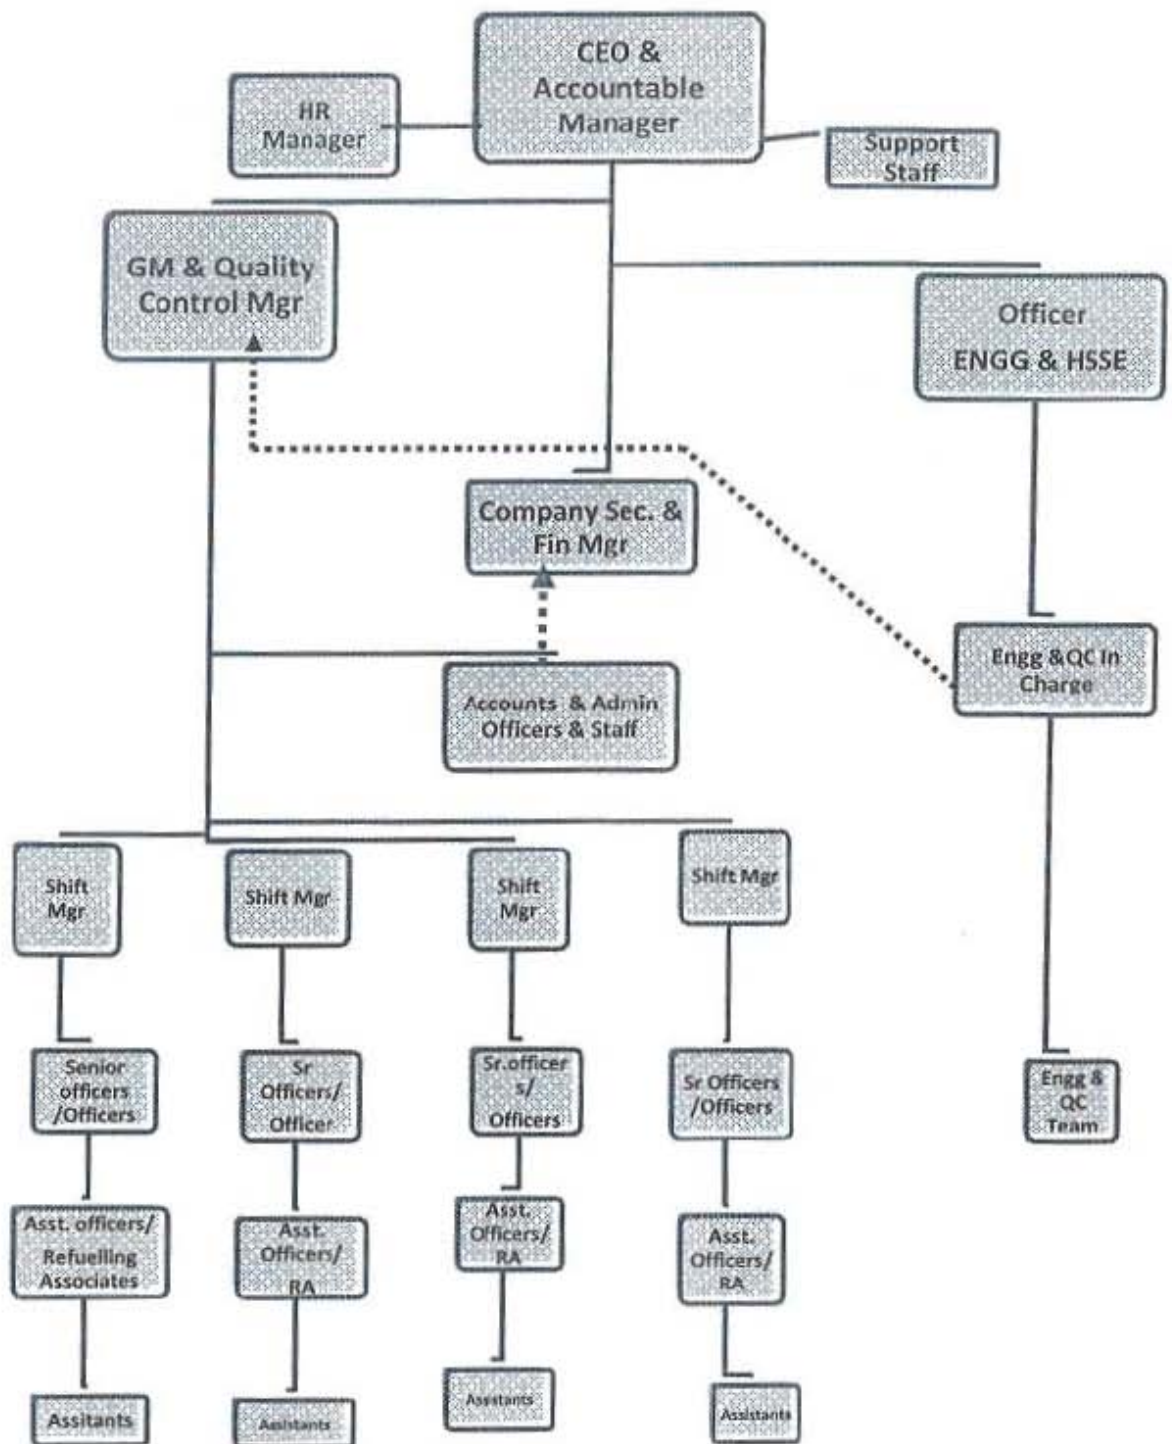 CEO &
Accountable
Manager
HR
Manager
Support
Staff
GM & Quality
Control Mgr
Officer
ENGG & HSSE
Company Sec. &
Fin Mgr
Engg &QC In
Charge
Accounts & Admin
Officers & Staff
Shift
Mgr
Shift Mgr
Shift
Mgr
Shift Mgr
Senior
officers
/Officers
Sr
Officers/
Officer
Sr.officer
s/
Officers
Sr Officers
/Officers
Engg &
QC
Team
Asst. officers/
Refuelling
Associates
Asst.
Officers/
RA
Asst.
Officers/
RA
Asst.
Officers/
RA
Assitants
Assistants
Assistants
Assistants